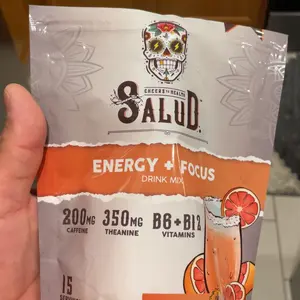 CHEERS TO HEALTH
SALUD
ENERGY + FOCUS
DRINK MIX
200MG 350MG B6+B12
CAFFEINE THEANINE VITAMINS
15